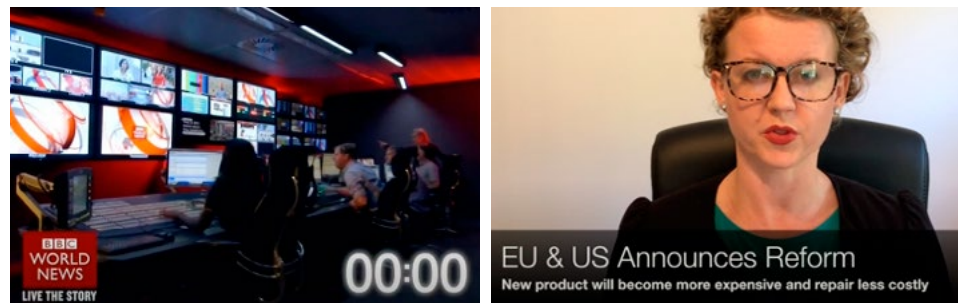 BBC
WORLD
NEWS
LIVE THE STORY
00:00
EU & US Announces Reform
New product will become more expensive and repair less costly